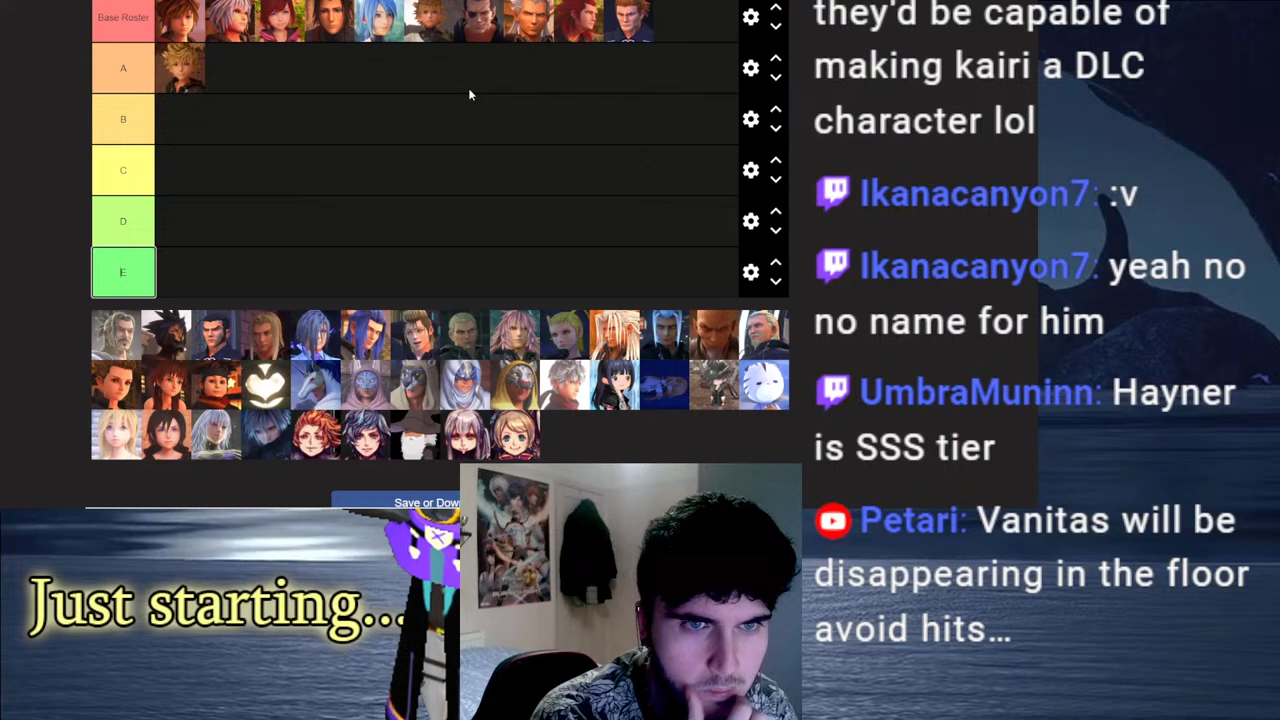 Base Roster
A
B
C
D
E
Save or Dow
Just starting...
they'd be capable of
making kairi a DLC
character lol
Ikanacanyon7: :v
Ikanacanyon7: yeah no
no name for him
UmbraMuninn: Hayner
is SSS tier
Petari: Vanitas will be
disappearing in the floor
avoid hits...